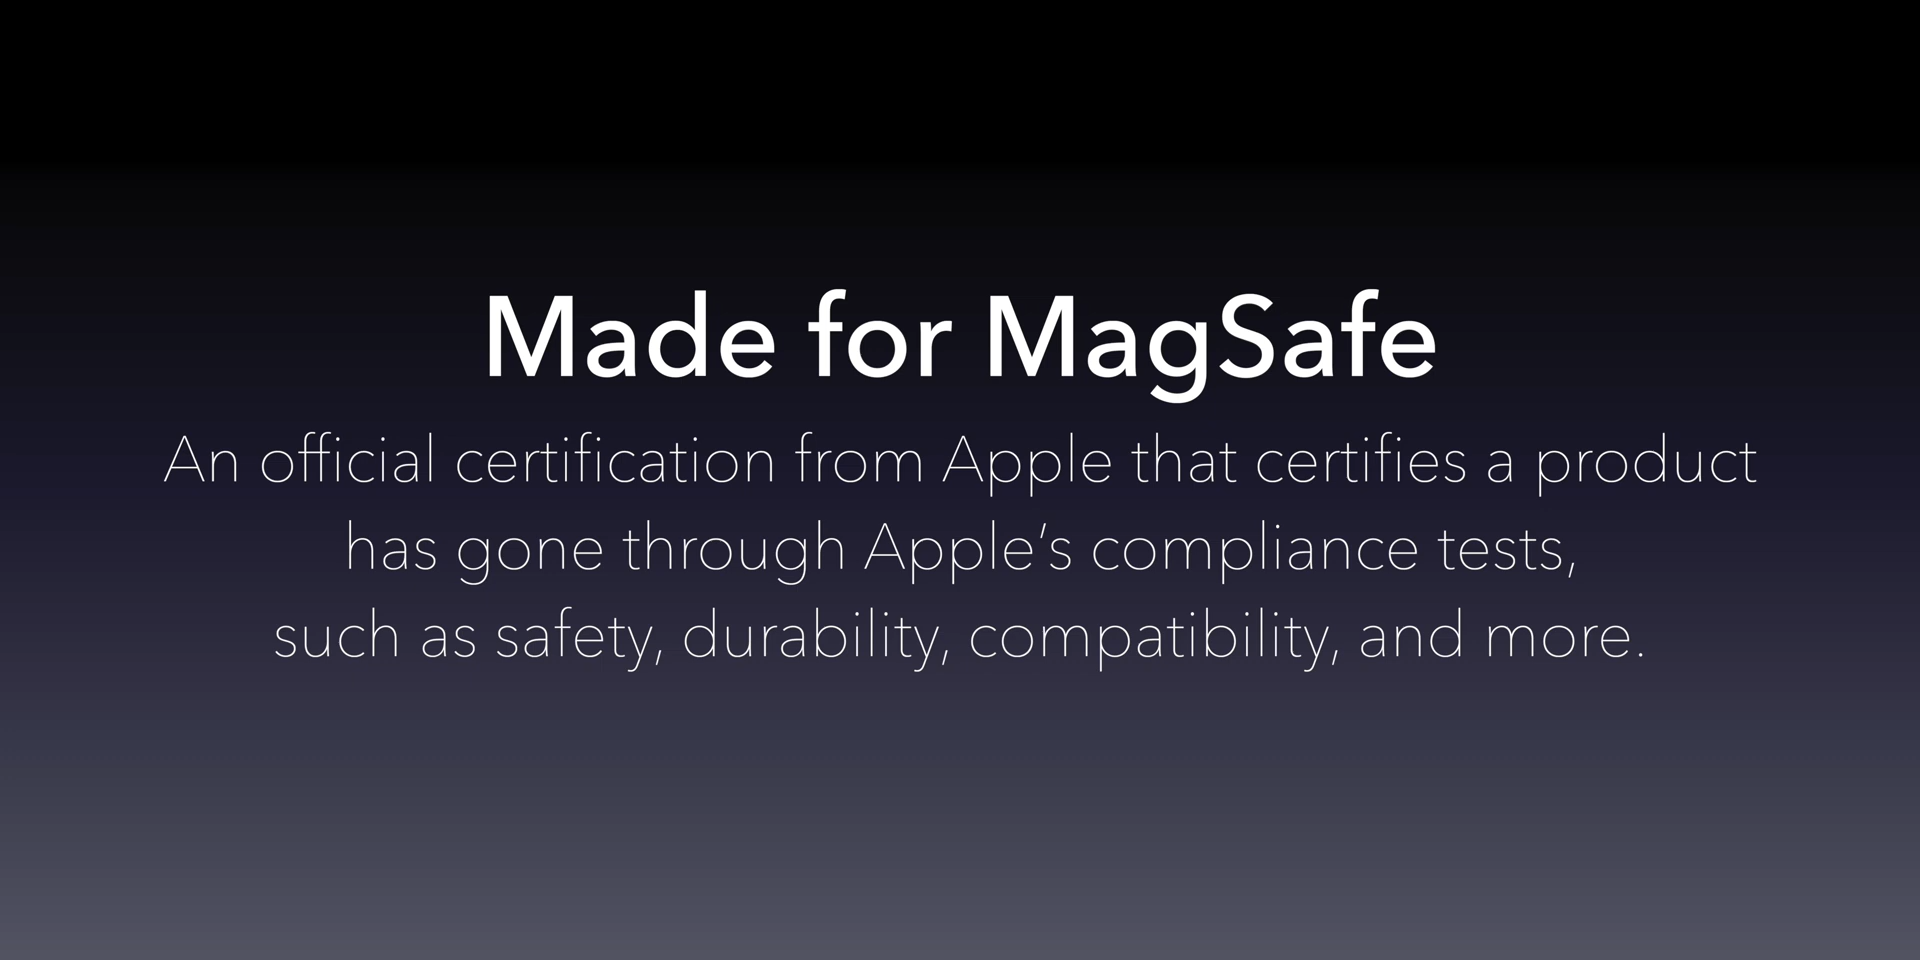 Made for MagSafe
An official certification from Apple that certifies a product
has gone through Apple’s compliance tests,
such as safety, durability, compatibility, and more.